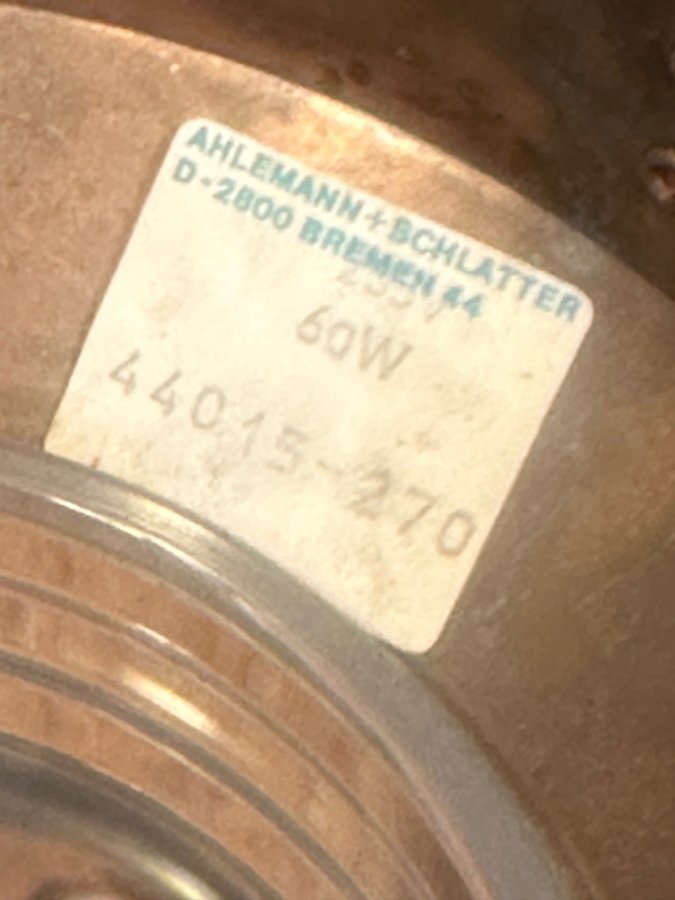 AHLEMANN+SCHLATTER
D-2800 BREMEN 44
60W
44015-270